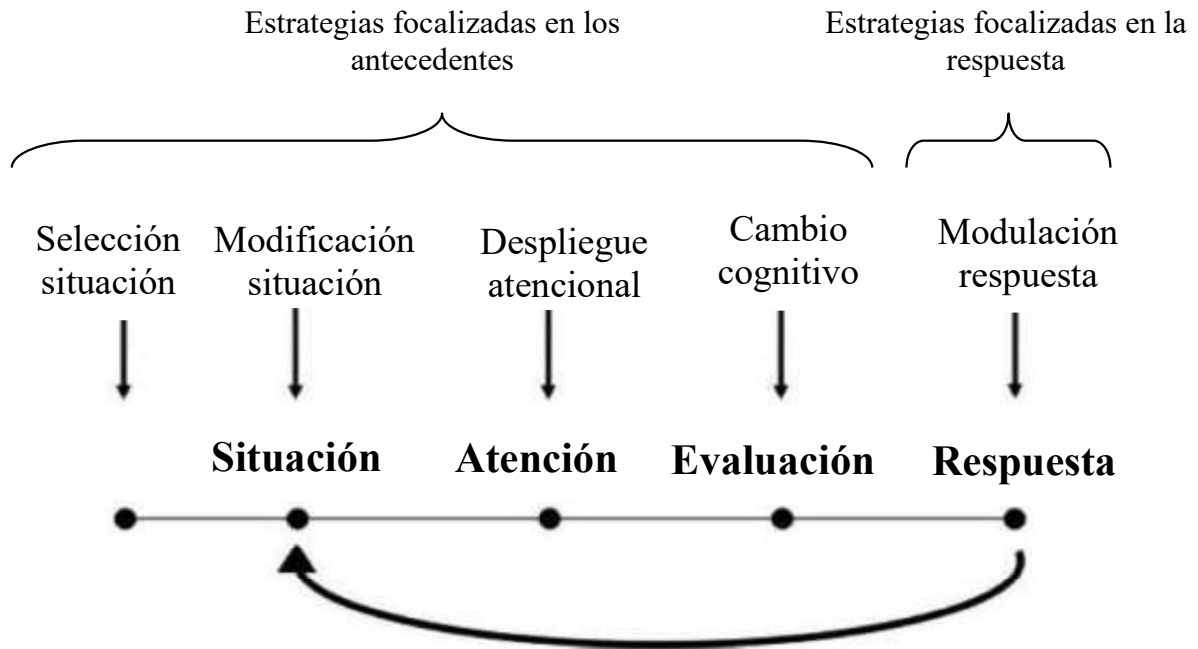 Estrategias focalizadas en los
antecedentes
Estrategias focalizadas en la
respuesta
Selección
situación
Modificación
situación
Despliegue
atencional
Cambio
cognitivo
Modulación
respuesta
Situación
Atención
Evaluación
Respuesta